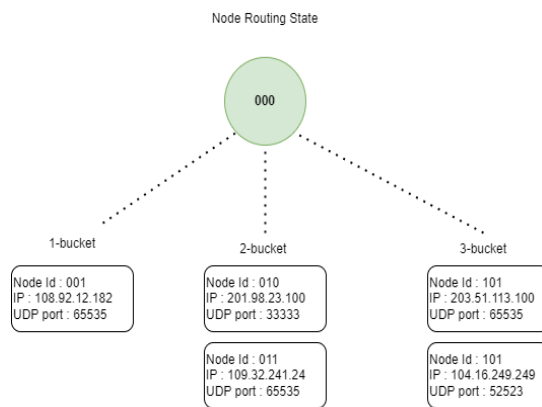 Node Routing State
000
1-bucket
Node Id : 001
IP : 108.92.12.182
UDP port : 65535
2-bucket
Node Id : 010
IP : 201.98.23.100
UDP port : 33333
Node Id : 011
IP : 109.32.241.24
UDP port : 65535
3-bucket
Node Id : 101
IP : 203.51.113.100
UDP port : 65535
Node Id : 101
IP : 104.16.249.249
UDP port : 52523